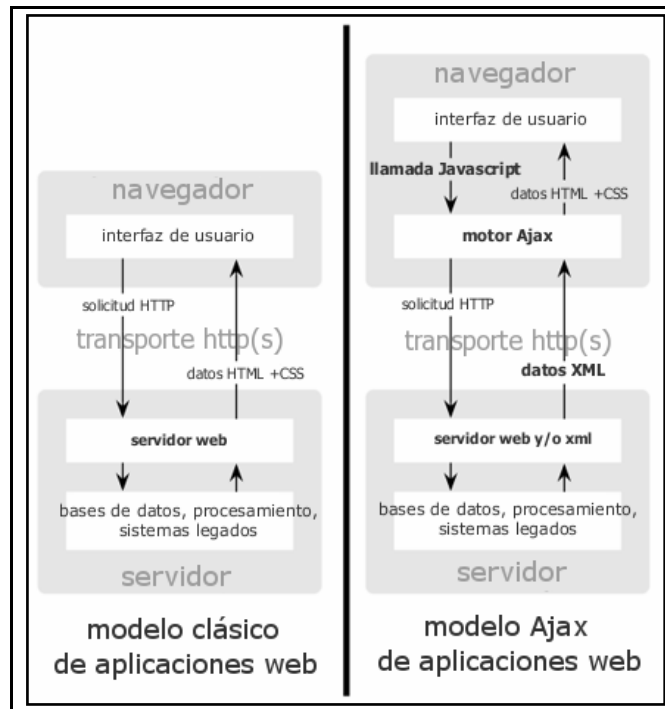 navegador
interfaz de usuario
solicitud HTTP
transporte http(s)
datos HTML +CSS
servidor web
bases de datos, procesamiento,
sistemas legados
servidor
modelo clásico
de aplicaciones web
navegador
interfaz de usuario
llamada Javascript
datos HTML +CSS
motor Ajax
solicitud HTTP
transporte http(s)
datos XML
servidor web y/o xml
bases de datos, procesamiento,
sistemas legados
servidor
modelo Ajax
de aplicaciones web